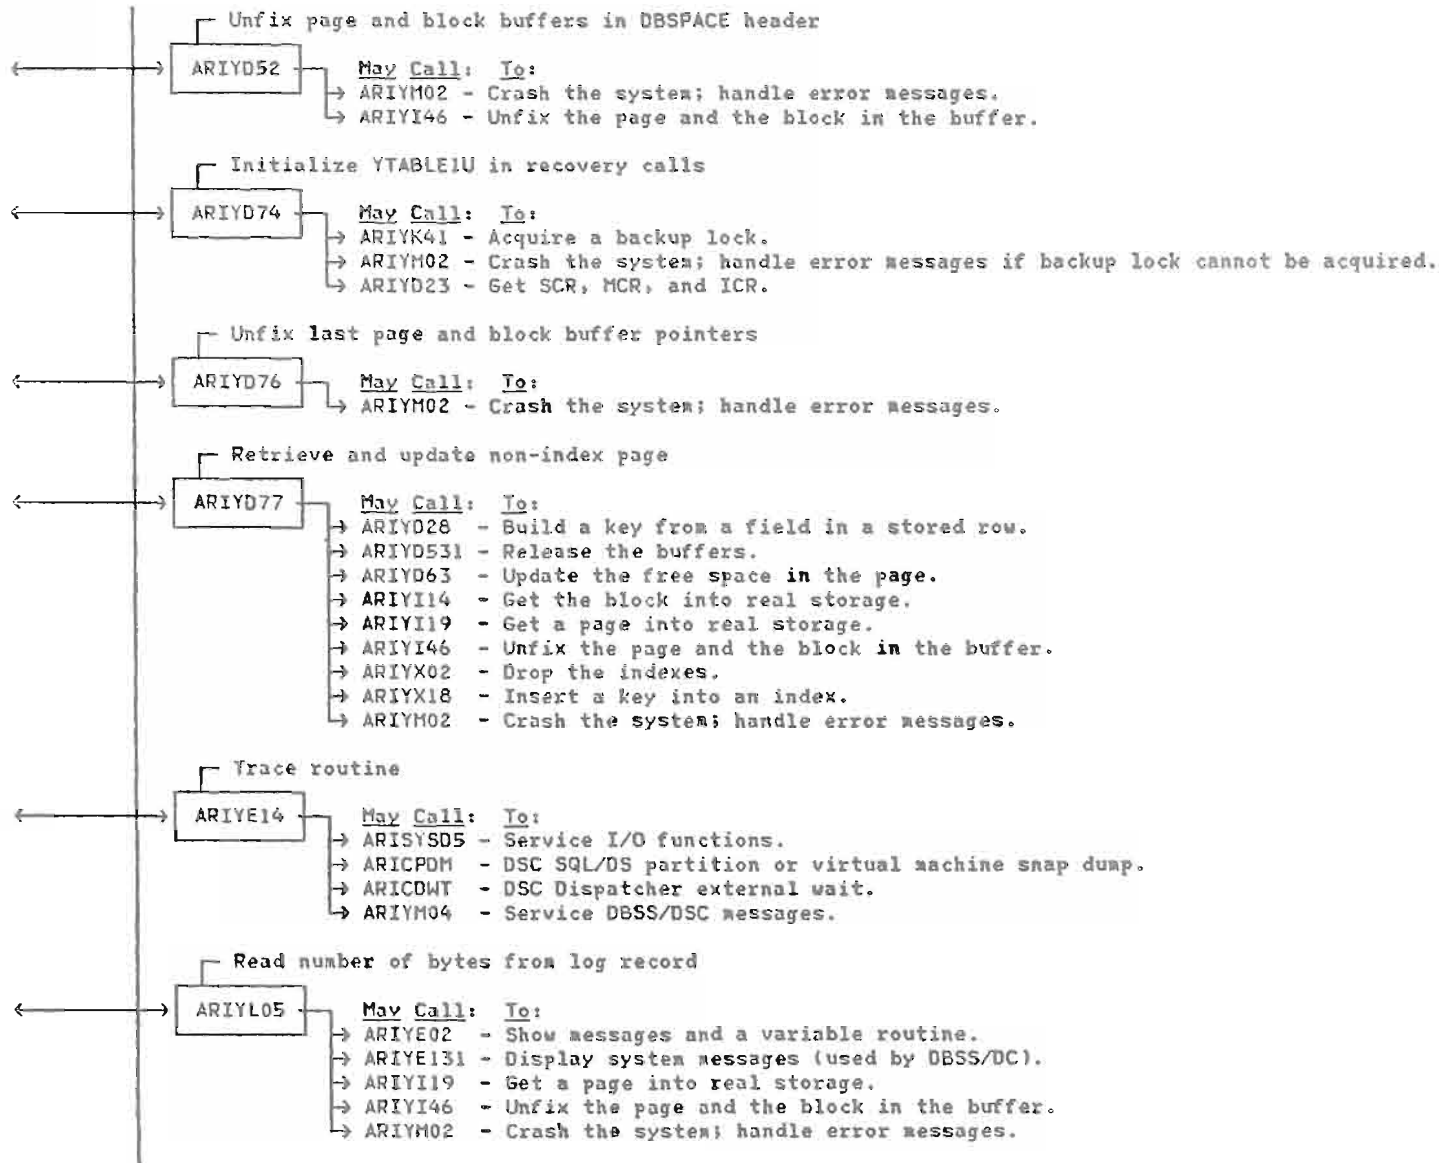 Unfix page and block buffers in DBSPACE header
ARIYD52
May Call: To:
ARIYM02 - Crash the system; handle error messages.
ARIYI46 - Unfix the page and the block in the buffer.
Initialize YTABLE1U in recovery calls
ARIYD74
May Call: To:
ARIYK41 - Acquire a backup lock.
ARIYM02 - Crash the system; handle error messages if backup lock cannot be acquired.
ARIYD23 - Get SCR, MCR, and ICR.
Unfix last page and block buffer pointers
ARIYD76
May Call: To:
ARIYM02 - Crash the system; handle error messages.
Retrieve and update non-index page
ARIYD77
May Call: To:
ARIYD28 - Build a key from a field in a stored row.
ARIYD531 - Release the buffers.
ARIYD63 - Update the free space in the page.
ARIYI14 - Get the block into real storage.
ARIYI19 - Get a page into real storage.
ARIYI46 - Unfix the page and the block in the buffer.
ARIYX02 - Drop the indexes.
ARIYX18 - Insert a key into an index.
ARIYM02 - Crash the system; handle error messages.
Trace routine
ARIYE14
May Call: To:
ARISYSD5 - Service I/O functions.
ARICPDM - DSC SQL/DS partition or virtual machine snap dump.
ARICDWT - DSC Dispatcher external wait.
ARIYM04 - Service DBSS/DSC messages.
Read number of bytes from log record
ARIYL05
May Call: To:
ARIYE02 - Show messages and a variable routine.
ARIYE131 - Display system messages (used by DBSS/DC).
ARIYI19 - Get a page into real storage.
ARIYI46 - Unfix the page and the block in the buffer.
ARIYM02 - Crash the system; handle error messages.